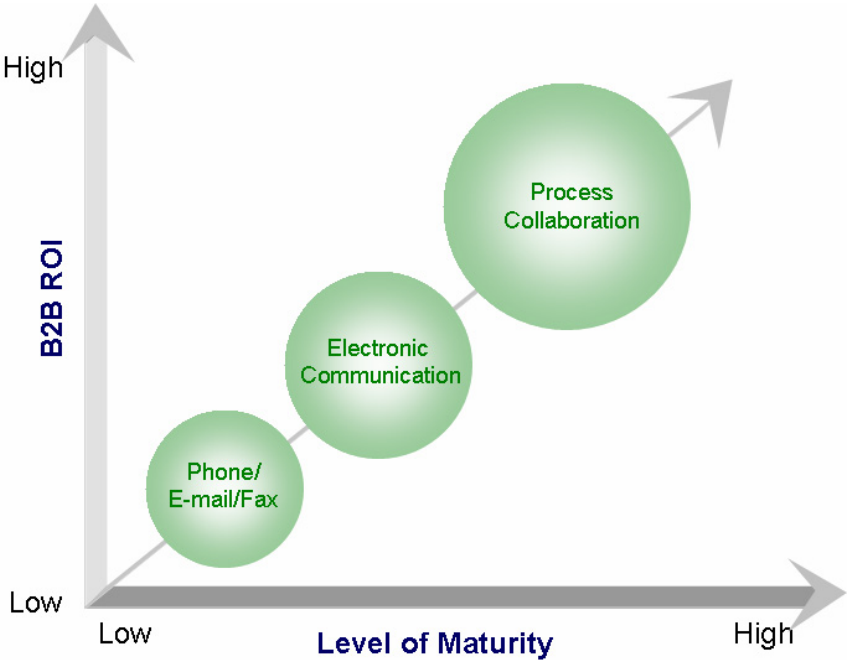 High
Process
Collaboration
B2B ROI
Electronic
Communication
Phone/
E-mail/Fax
Low
Low
Level of Maturity
High